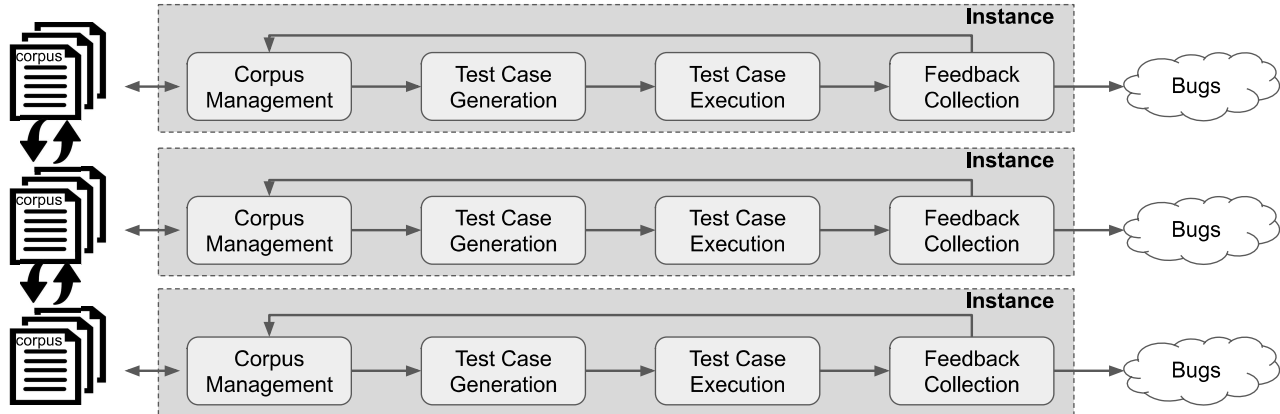 Instance
corpus
Corpus
Management
Test Case
Generation
Test Case
Execution
Feedback
Collection
Bugs
Instance
corpus
Corpus
Management
Test Case
Generation
Test Case
Execution
Feedback
Collection
Bugs
Instance
corpus
Corpus
Management
Test Case
Generation
Test Case
Execution
Feedback
Collection
Bugs